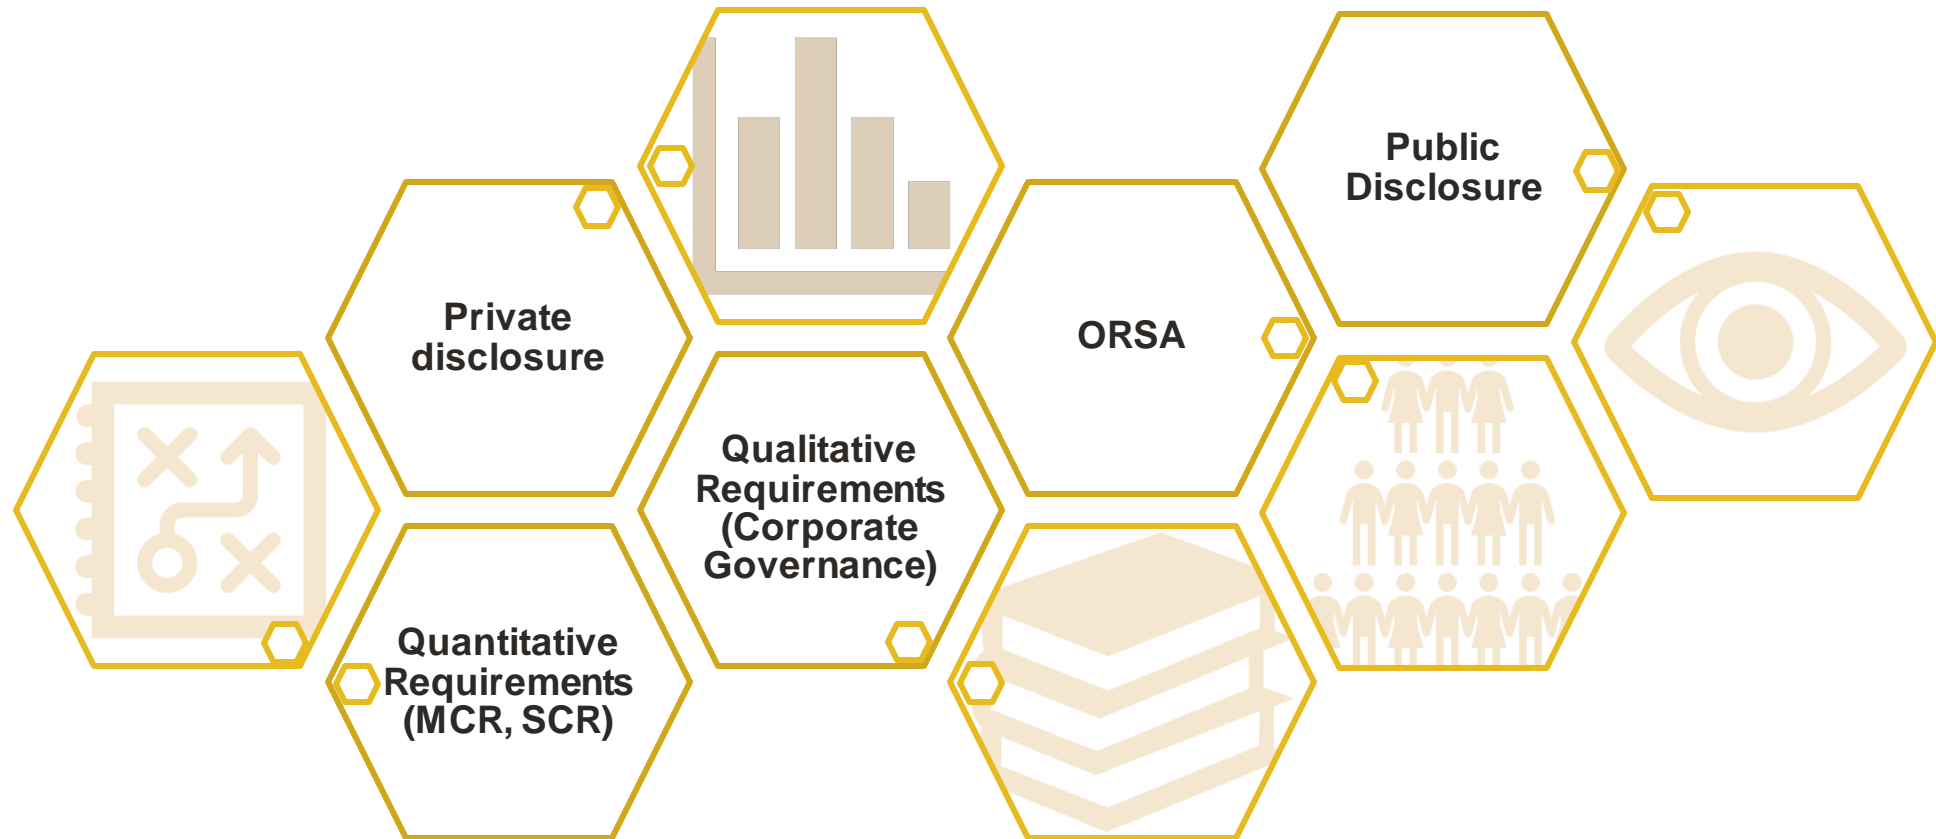 Public
Disclosure
Private
disclosure
ORSA
Qualitative
Requirements
(Corporate
Governance)
Quantitative
Requirements
(MCR, SCR)